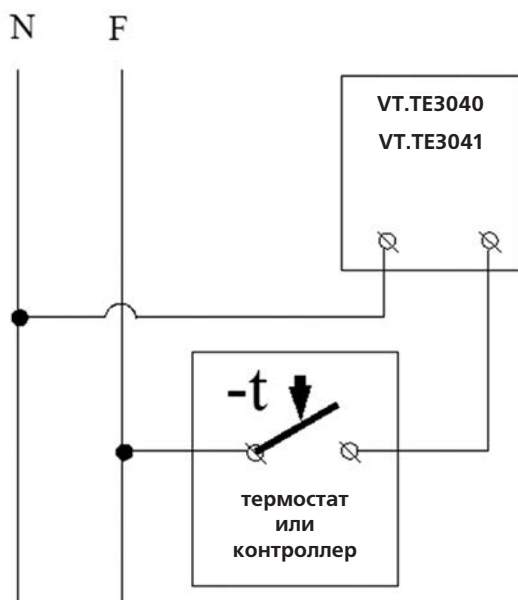 N F
VT.TE3040
VT.TE3041
-t
термостат
или
контроллер